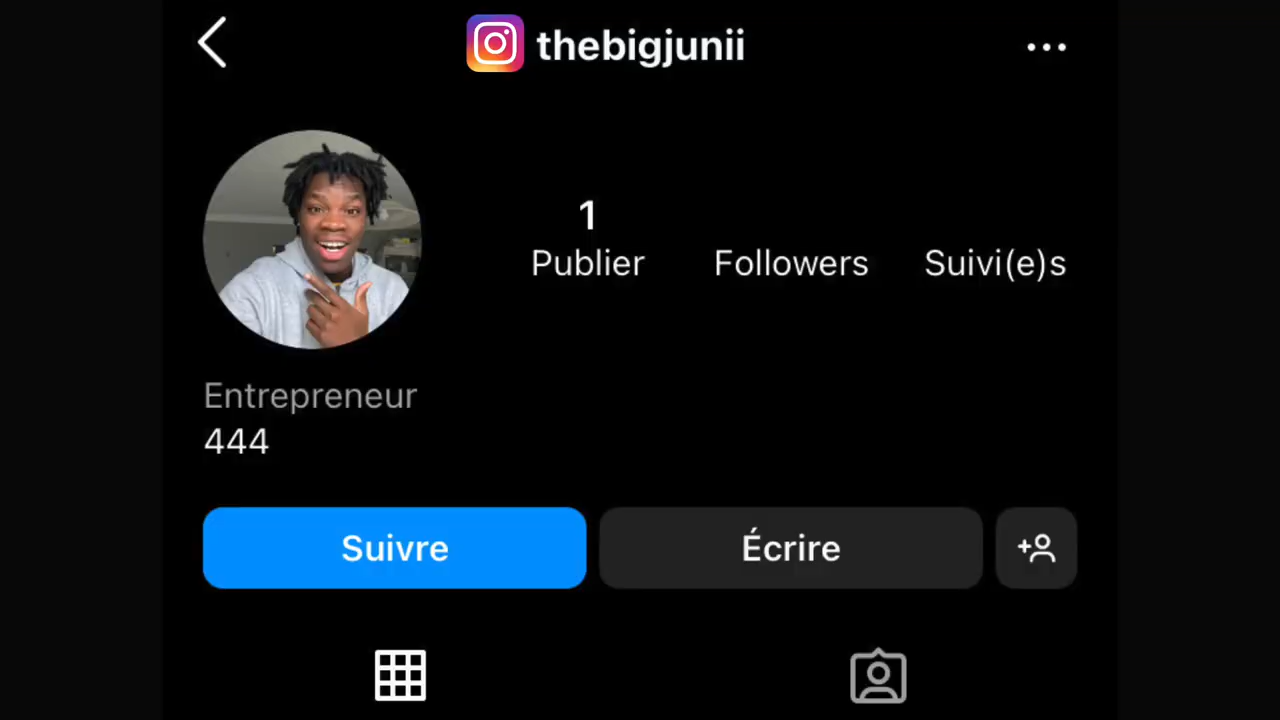 thebigjunii
1
Publier Followers Suivi(e)s
Entrepreneur
444
Suivre Écrire